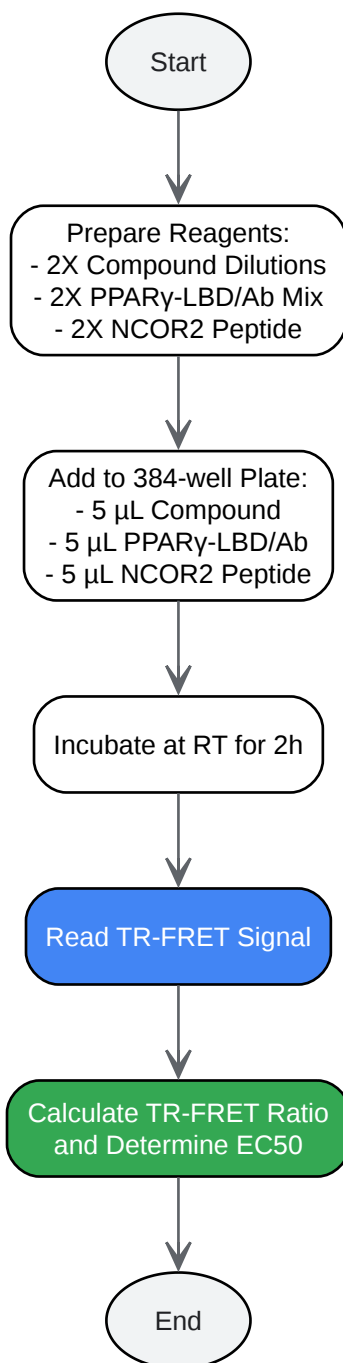 Start
Prepare Reagents:
- 2X Compound Dilutions
- 2X PPARγ-LBD/Ab Mix
- 2X NCOR2 Peptide
Add to 384-well Plate:
- 5 µL Compound
- 5 µL PPARγ-LBD/Ab
- 5 µL NCOR2 Peptide
Incubate at RT for 2h
Read TR-FRET Signal
Calculate TR-FRET Ratio
and Determine EC50
End